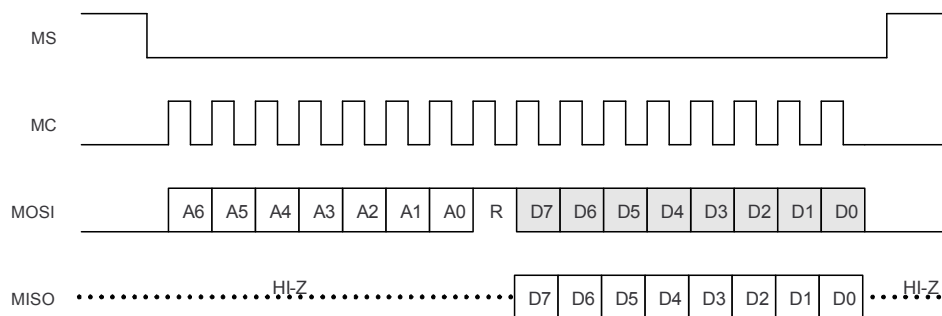 MS
MC
MOSI A6 A5 A4 A3 A2 A1 A0 R D7 D6 D5 D4 D3 D2 D1 D0
MISO HI-Z D7 D6 D5 D4 D3 D2 D1 D0 HI-Z